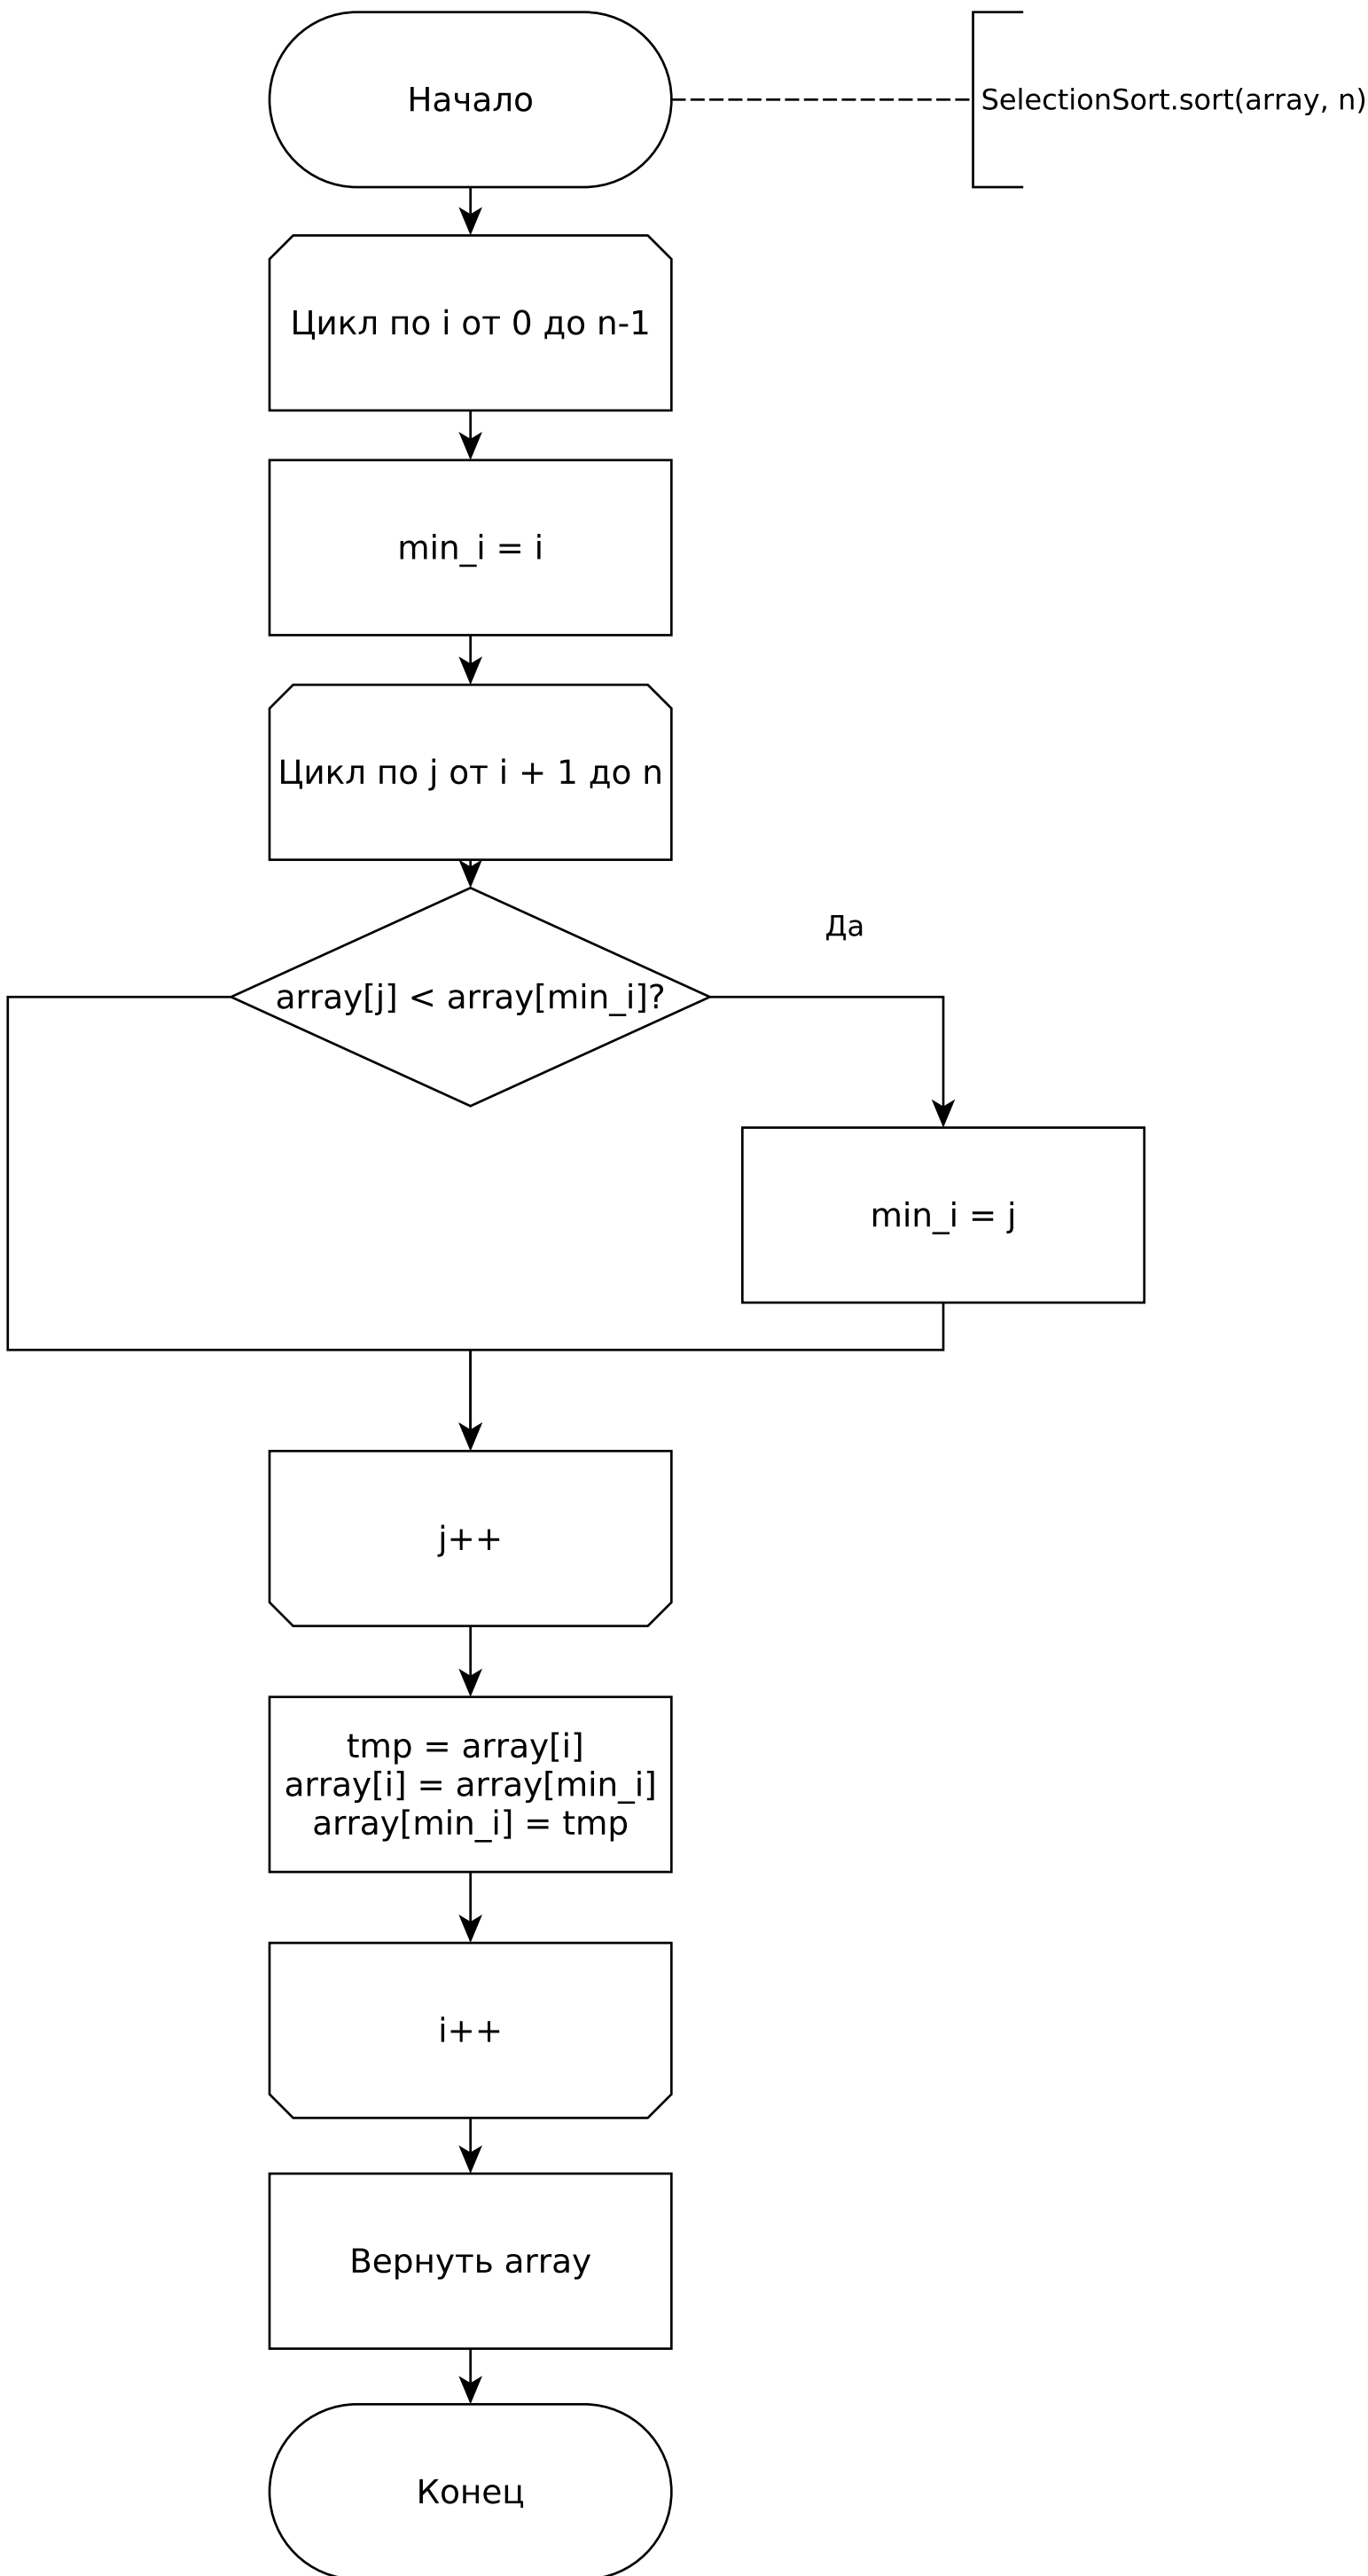 Начало
SelectionSort.sort(array, n)
Цикл по i от 0 до n-1
min_i = i
Цикл по j от i + 1 до n
Да
array[j] < array[min_i]?
min_i = j
j++
tmp = array[i]
array[i] = array[min_i]
array[min_i] = tmp
i++
Вернуть array
Конец